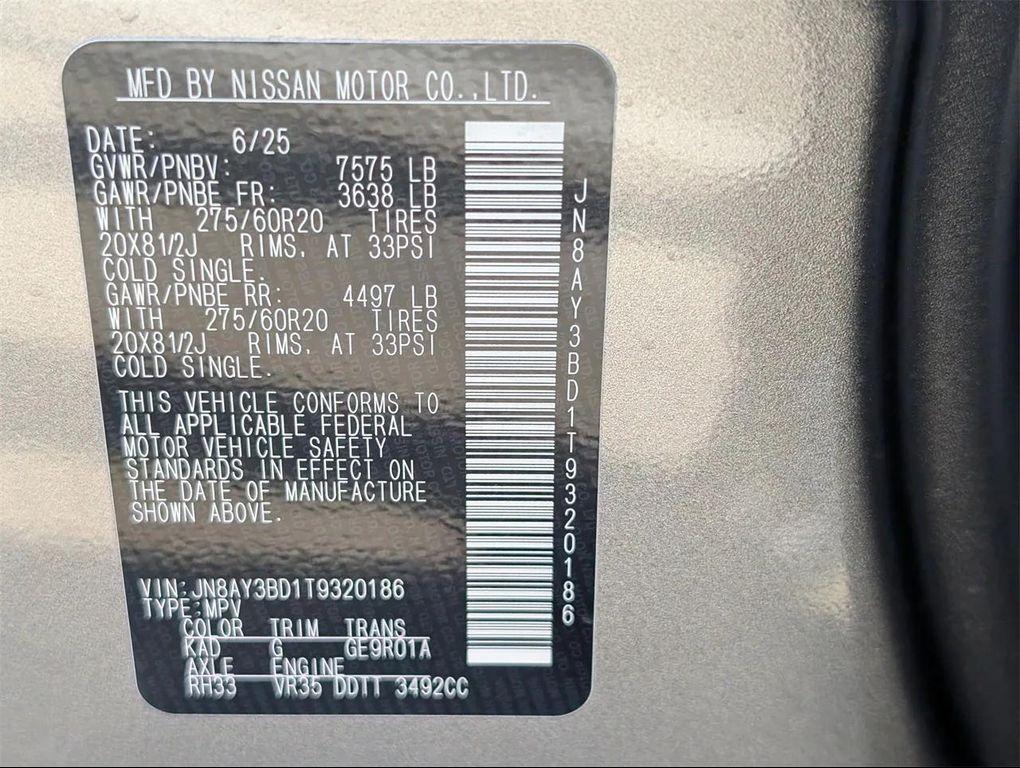 MFD BY NISSAN MOTOR CO.,LTD.
DATE: 6/25
GVWR/PNBV: 7575 LB
GAWR/PNBE FR: 3638 LB
WITH 275/60R20 TIRES
20X81/2J RIMS, AT 33PSI
COLD SINGLE.
GAWR/PNBE RR: 4497 LB
WITH 275/60R20 TIRES
20X81/2J RIMS, AT 33PSI
COLD SINGLE.
THIS VEHICLE CONFORMS TO
ALL APPLICABLE FEDERAL
MOTOR VEHICLE SAFETY
STANDARDS IN EFFECT ON
THE DATE OF MANUFACTURE
SHOWN ABOVE.
VIN:JN8AY3BD1T9320186
TYPE:MPV
COLOR TRIM TRANS
KAD G GE9R01A
AXLE ENGINE
RH33 VR35 DDTT 3492CC
JN8AY3BD1T9320186